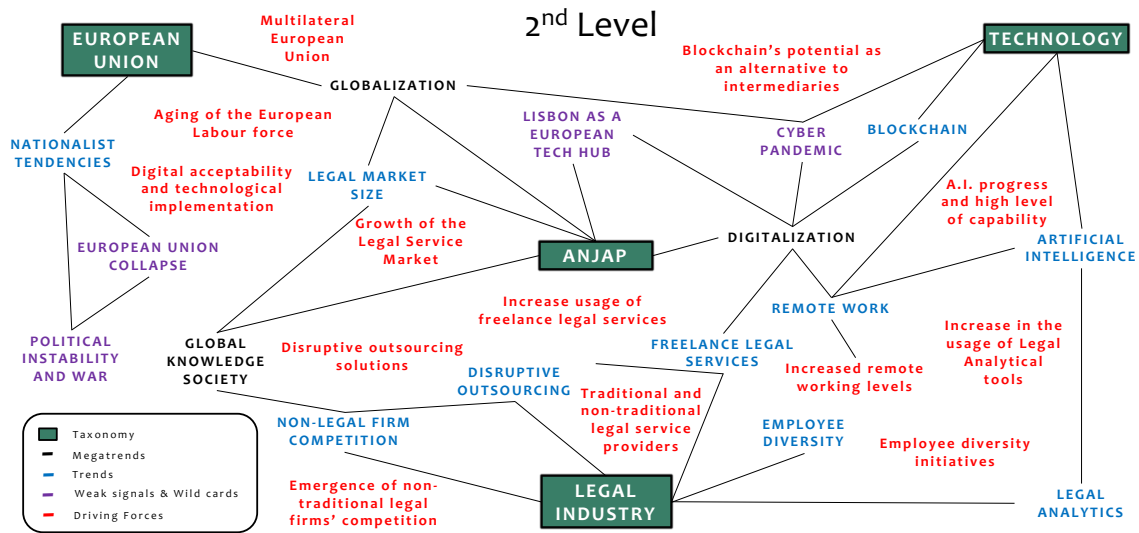 2nd Level
EUROPEAN
UNION
Multilateral
European
Union
Blockchain's potential as
an alternative to
intermediaries
TECHNOLOGY
GLOBALIZATION
Aging of the European
Labour force
LISBON AS A
EUROPEAN
TECH HUB
CYBER
PANDEMIC
BLOCKCHAIN
NATIONALIST
TENDENCIES
Digital acceptability
and technological
implementation
LEGAL MARKET
SIZE
A.I. progress
and high level
of capability
Growth of the
Legal Service
Market
EUROPEAN UNION
COLLAPSE
ANJAP
DIGITALIZATION
ARTIFICIAL
INTELLIGENCE
Increase usage of
freelance legal services
REMOTE WORK
POLITICAL
INSTABILITY
AND WAR
GLOBAL
KNOWLEDGE
SOCIETY
Disruptive outsourcing
solutions
DISRUPTIVE
OUTSOURCING
FREELANCE LEGAL
SERVICES
Increased remote
working levels
Increase in the
usage of Legal
Analytical
tools
Traditional and
non-traditional
legal service
providers
NON-LEGAL FIRM
COMPETITION
EMPLOYEE
DIVERSITY
Employee diversity
initiatives
Taxonomy
Megatrends
Trends
Weak signals & Wild cards
Driving Forces
Emergence of non-
traditional legal
firms' competition
LEGAL
INDUSTRY
LEGAL
ANALYTICS